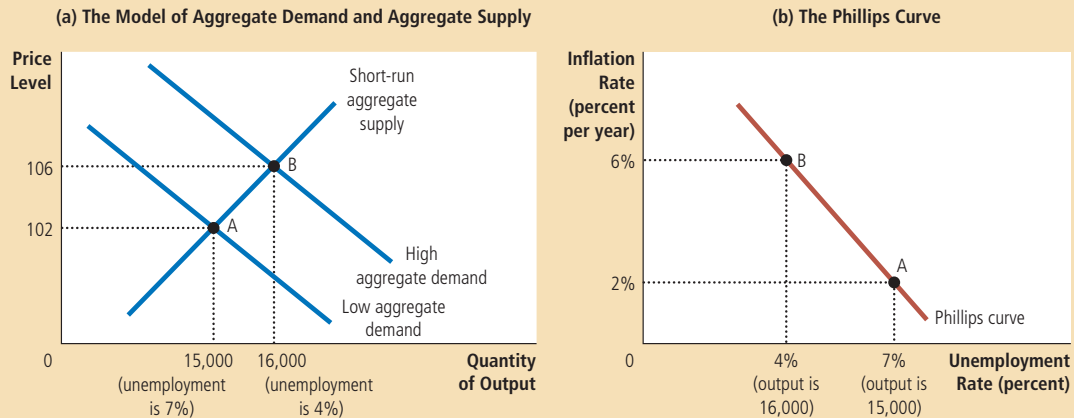 (a) The Model of Aggregate Demand and Aggregate Supply
Price
Level
Short-run
aggregate
supply
106
B
102
A
High
aggregate demand
Low aggregate
demand
0
15,000
(unemployment
is 7%)
16,000
(unemployment
is 4%)
Quantity
of Output
(b) The Phillips Curve
Inflation
Rate
(percent
per year)
6%
B
A
2%
Phillips curve
0
4%
(output is
16,000)
7%
(output is
15,000)
Unemployment
Rate (percent)